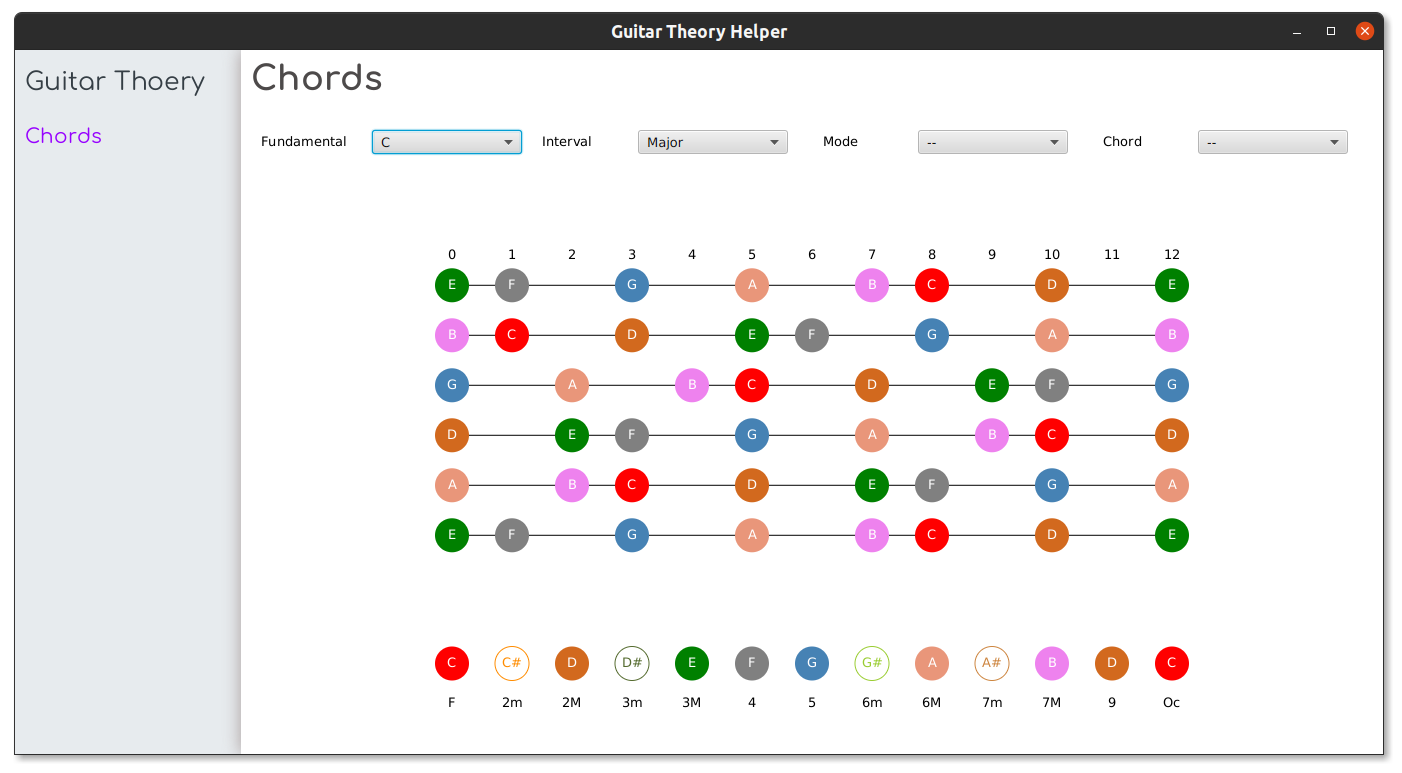 Guitar Theory Helper
Guitar Thoery
Chords
Chords
Fundamental C Interval Major Mode -- Chord --
0 1 2 3 4 5 6 7 8 9 10 11 12
E F G A B C D E
B C D E F G A B
G A B C D E F G
D E F G A B C D
A B C D E F G A
E F G A B C D E
C C# D D# E F G G# A A# B D C
F 2m 2M 3m 3M 4 5 6m 6M 7m 7M 9 Oc